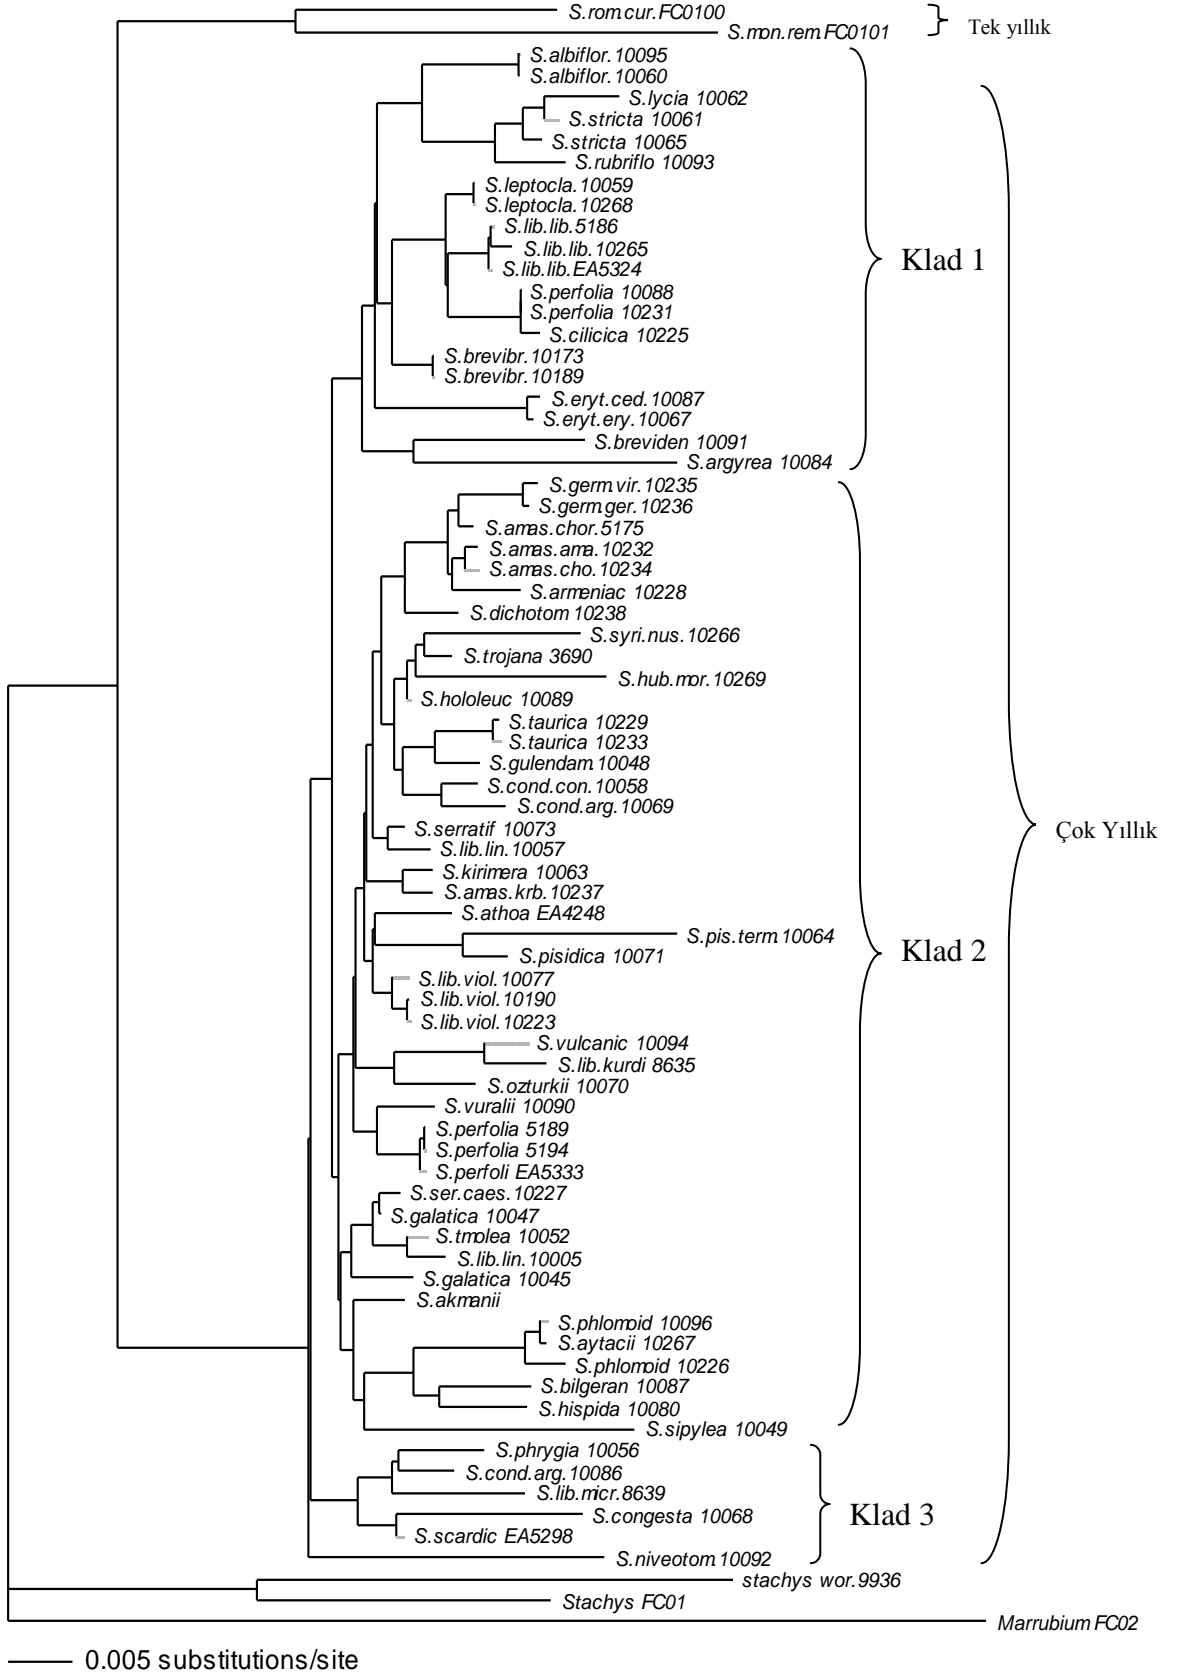 S.rom.cur.FC0100
S.mon.rem.FC0101
Tek yıllık
S.albiflor.10095
S.albiflor.10060
S.lycia 10062
S.stricta 10061
S.stricta 10065
S.rubriflo 10093
S.leptocla.10059
S.leptocla.10268
S.lib.lib.5186
S.lib.lib.10265
S.lib.lib.EA5324
S.perfolia 10088
S.perfolia 10231
S.cilicica 10225
S.brevibr.10173
S.brevibr.10189
S.eryt.ced.10087
S.eryt.ery.10067
S.breviden 10091
S.argyrea 10084
Klad 1
S.germ.vir.10235
S.germ.ger.10236
S.amas.chor.5175
S.amas.ama.10232
S.amas.cho.10234
S.armeniac 10228
S.dichotom 10238
S.syri.nus.10266
S.trojana 3690
S.hub.mor.10269
S.hololeuc 10089
S.taurica 10229
S.taurica 10233
S.gulendam.10048
S.cond.con.10058
S.cond.arg.10069
S.serratif 10073
S.lib.lin.10057
S.kirimera 10063
S.amas.krb.10237
S.athoa EA4248
S.pis.term.10064
S.pisidica 10071
S.lib.viol.10077
S.lib.viol.10190
S.lib.viol.10223
S.vulcanic 10094
S.lib.kurdi 8635
S.ozturkii 10070
S.vuralii 10090
S.perfolia 5189
S.perfolia 5194
S.perfoli EA5333
S.ser.caes.10227
S.galatica 10047
S.tmolea 10052
S.lib.lin.10005
S.galatica 10045
S.akmanii
S.phlomoid 10096
S.aytacii 10267
S.phlomoid 10226
S.bilgeran 10087
S.hispida 10080
S.sipylea 10049
Klad 2
Çok Yıllık
S.phrygia 10056
S.cond.arg.10086
S.lib.micr.8639
S.congesta 10068
S.scardic EA5298
S.niveotom.10092
Klad 3
stachys wor.9936
Stachys FC01
Marrubium FC02
0.005 substitutions/site